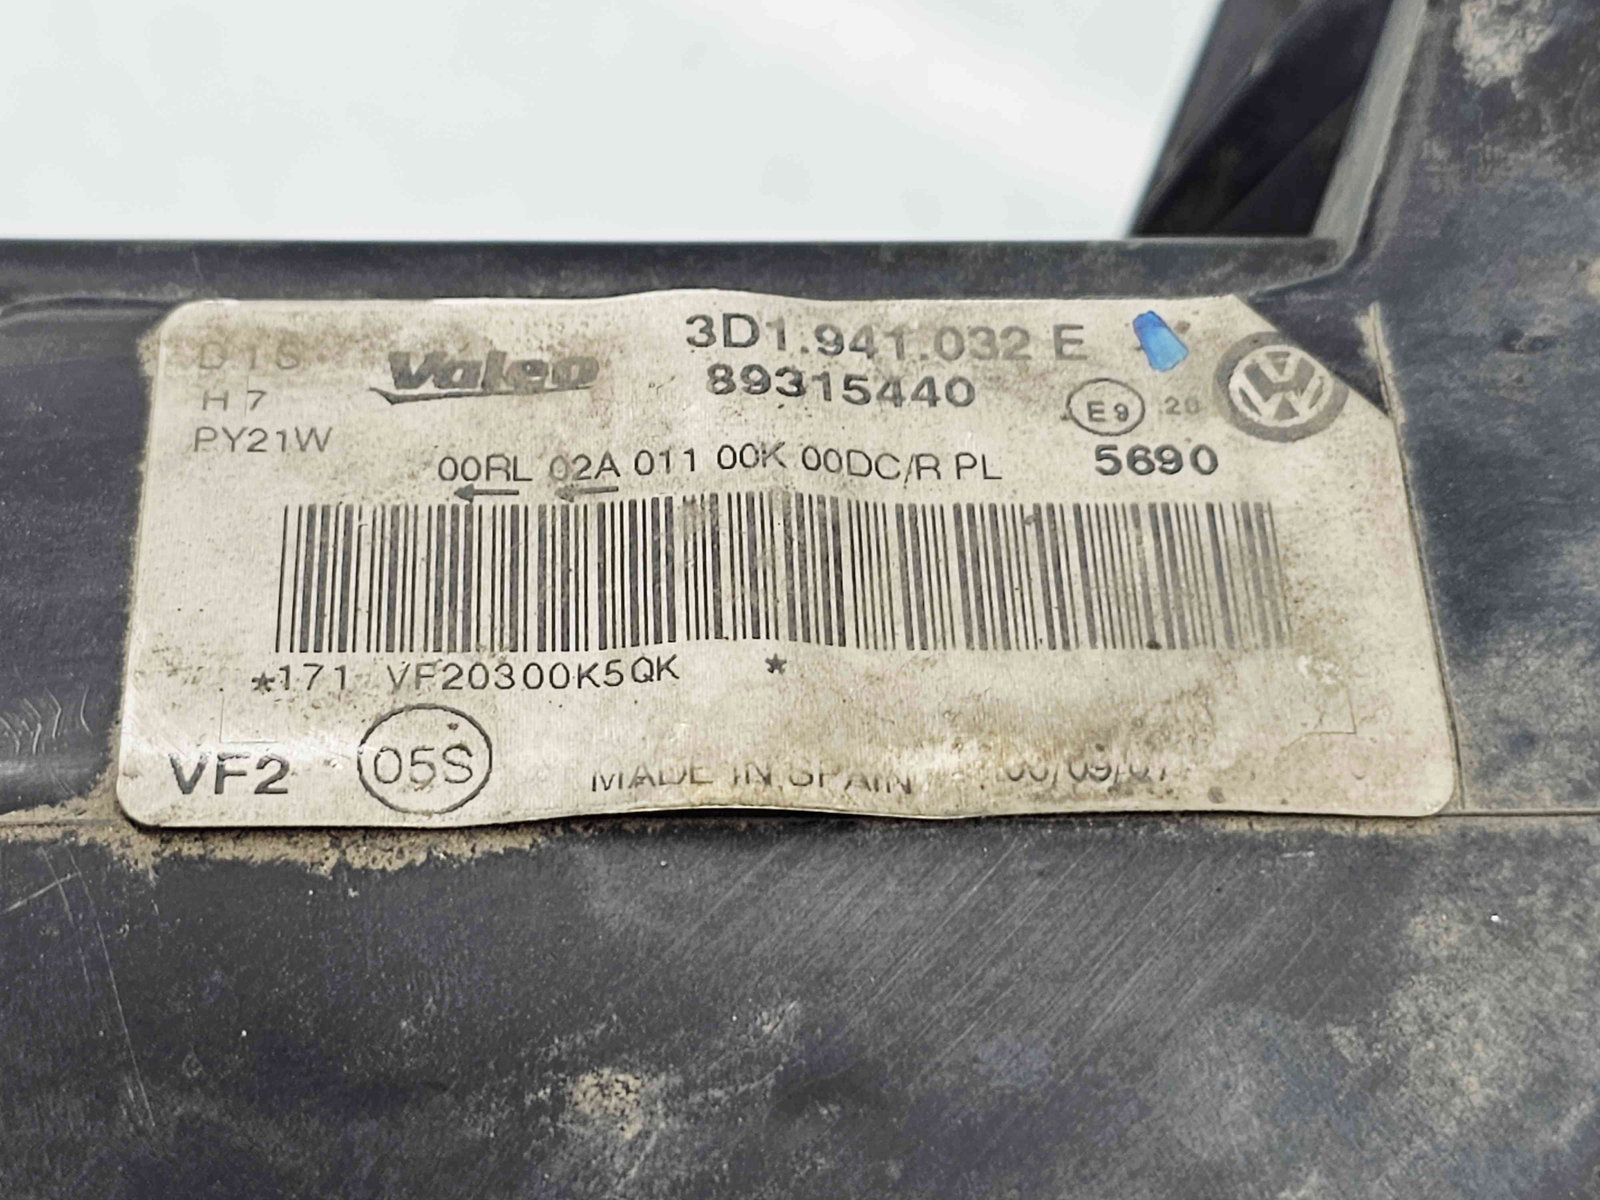 D1S
H7
PY21W
Valeo
3D1.941.032 E
89315440
E9
20
5690
00RL 02A 011 00K 00DC/R PL
*171 VF20300K5QK *
VF2
05S
MADE IN SPAIN